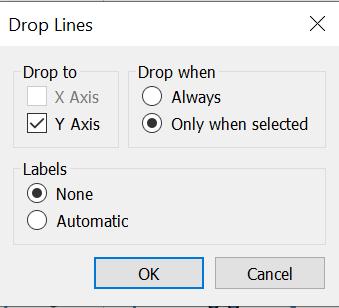 Drop Lines
Drop to
X Axis
Y Axis
Drop when
Always
Only when selected
Labels
None
Automatic
OK
Cancel